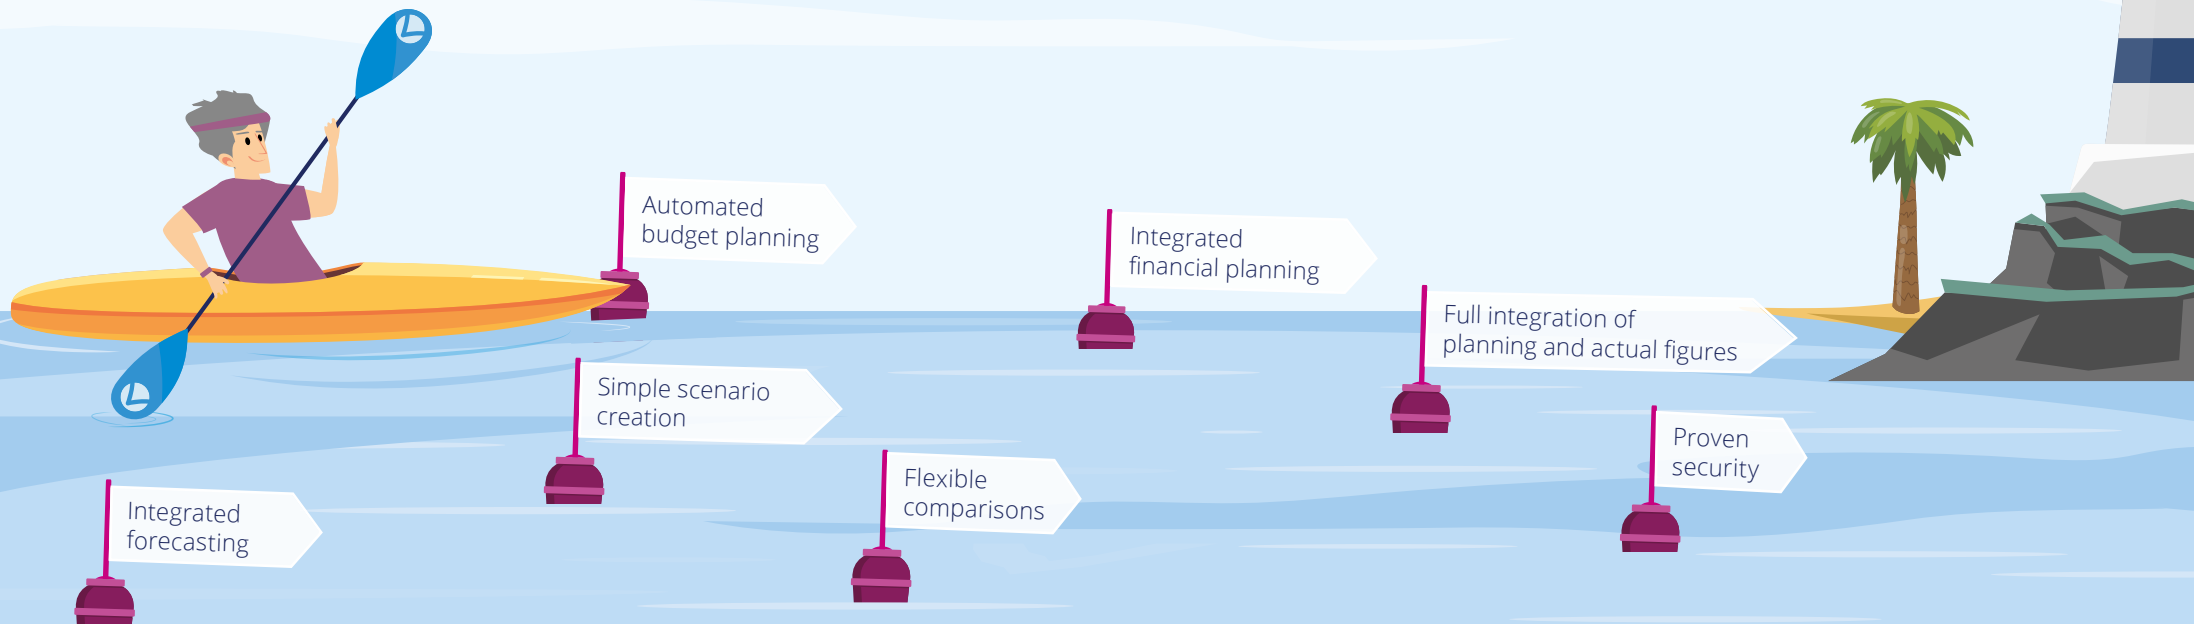 Automated
budget planning
Integrated
financial planning
Full integration of
planning and actual figures
Simple scenario
creation
Proven
security
Flexible
comparisons
Integrated
forecasting